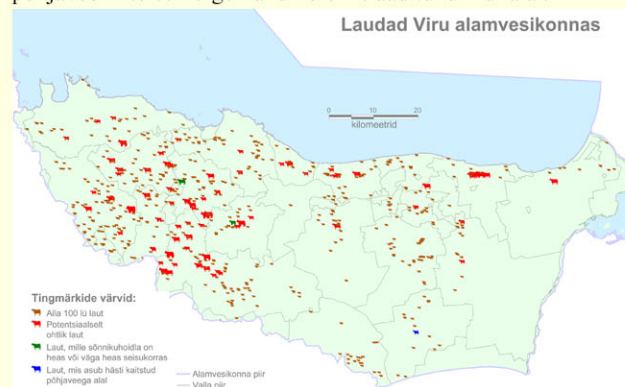 Laudad Viru alamvesikonnas
0 10 20
kilomeetrid
Tingmärkide värvid:
Alla 100 lü laut
Potentsiaalselt
ohtlik laut
Laut, mille sõnnikuhoidla on
heas või väga heas seisukorras
Laut, mis asub hästi kaitstud
põhjaveega alal
Alamvesikonna piir
Valla piir